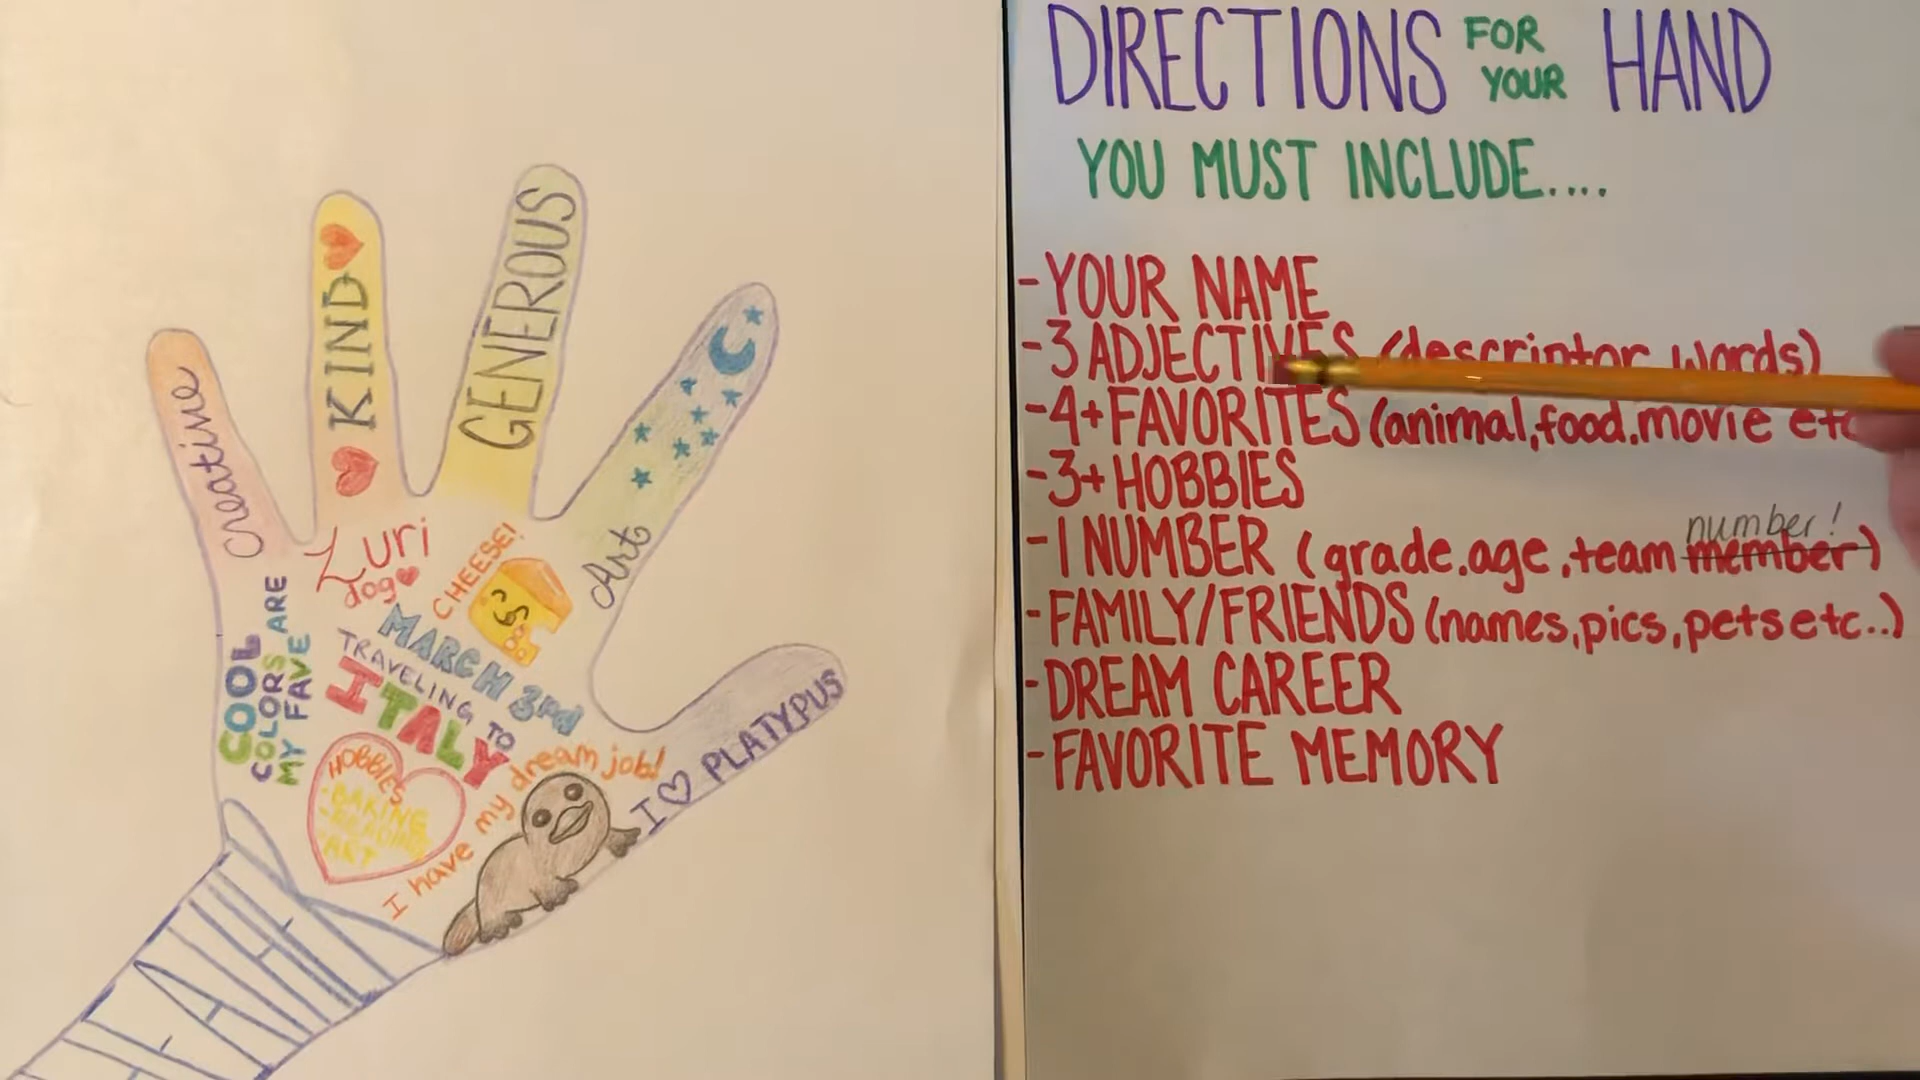 Creative
KIND
GENEROUS
Art
I ♡ PLATYPUS
Luri
dog
CHEESE!
MARCH 3rd
TRAVELING TO
ITALY
COOL
COLORS ARE
MY FAVE
HOBBIES
-BAKING
-READING
-ART
I have my dream job!
DIRECTIONS FOR YOUR HAND
YOU MUST INCLUDE....
-YOUR NAME
-3 ADJECTIVES (descriptor words)
-4+FAVORITES (animal,food,movie etc
-3+HOBBIES
number!
-1 NUMBER (grade,age,team member)
-FAMILY/FRIENDS (names,pics,pets etc..)
-DREAM CAREER
-FAVORITE MEMORY